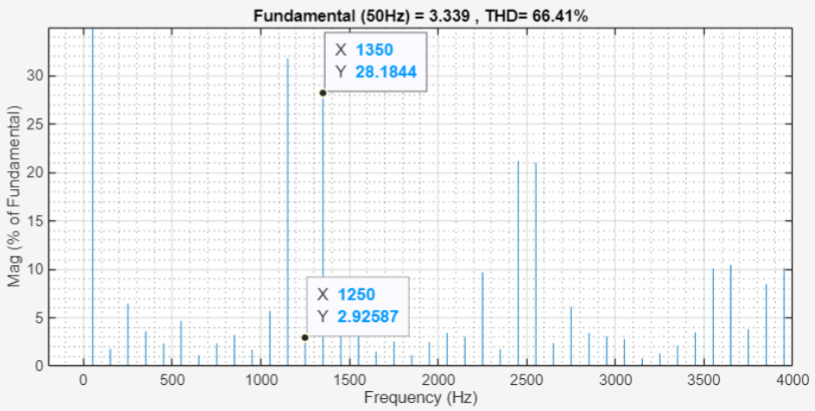 Fundamental (50Hz) = 3.339 , THD= 66.41%
X 1350
Y 28.1844
X 1250
Y 2.92587
Mag (% of Fundamental)
30
25
20
15
10
5
0
0 500 1000 1500 2000 2500 3000 3500 4000
Frequency (Hz)